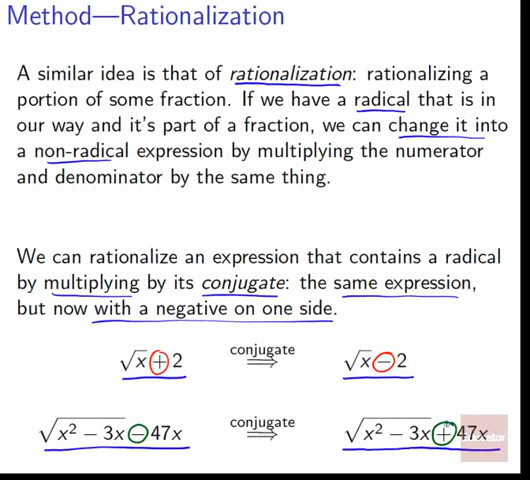 Method—Rationalization
A similar idea is that of rationalization: rationalizing a
portion of some fraction. If we have a radical that is in
our way and it's part of a fraction, we can change it into
a non-radical expression by multiplying the numerator
and denominator by the same thing.
We can rationalize an expression that contains a radical
by multiplying by its conjugate: the same expression,
but now with a negative on one side.
√x + 2 conjugate ⟹ √x − 2
√x² − 3x − 47x conjugate ⟹ √x² − 3x + 47x